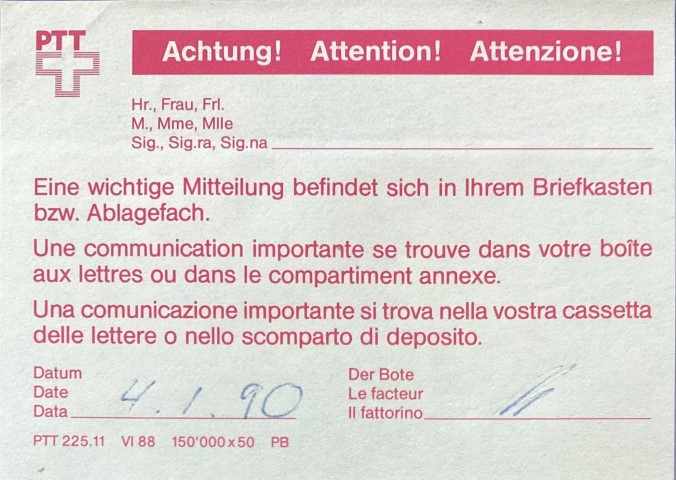 PTT
Achtung! Attention! Attenzione!
Hr., Frau, Frl.
M., Mme, Mlle
Sig., Sig.ra, Sig.na
Eine wichtige Mitteilung befindet sich in Ihrem Briefkasten
bzw. Ablagefach.
Une communication importante se trouve dans votre boîte
aux lettres ou dans le compartiment annexe.
Una comunicazione importante si trova nella vostra cassetta
delle lettere o nello scomparto di deposito.
Datum
Date
Data 4.1.90
Der Bote
Le facteur
Il fattorino
PTT 225.11 VI 88 150'000 x 50 PB